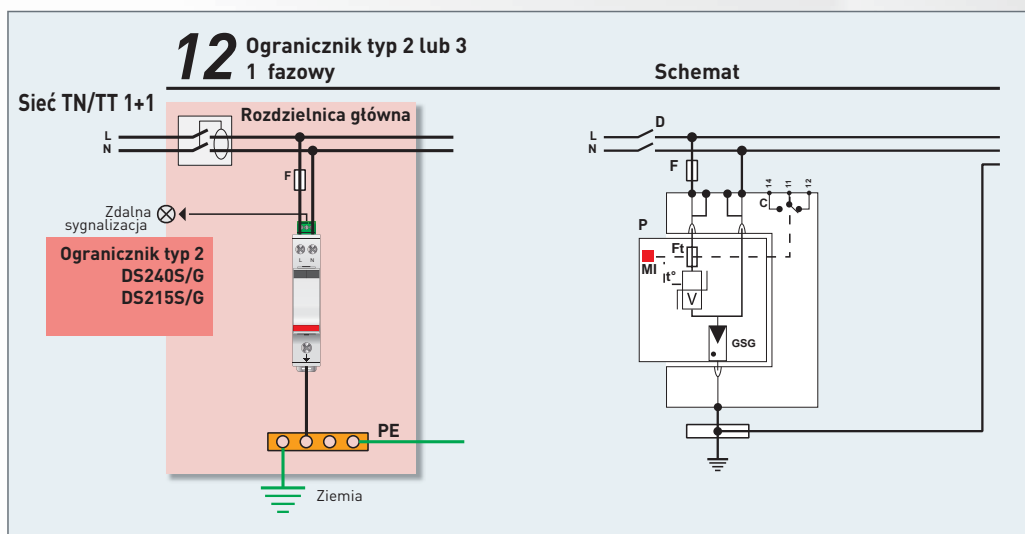 12 Ogranicznik typ 2 lub 3
1 fazowy
Schemat
Sieć TN/TT 1+1
Rozdzielnica główna
L
N
F
Zdalna
sygnalizacja
L N
Ogranicznik typ 2
DS240S/G
DS215S/G
PE
Ziemia
D
L
N
F
C
14
11
12
P
Ft
MI
t°
V
GSG